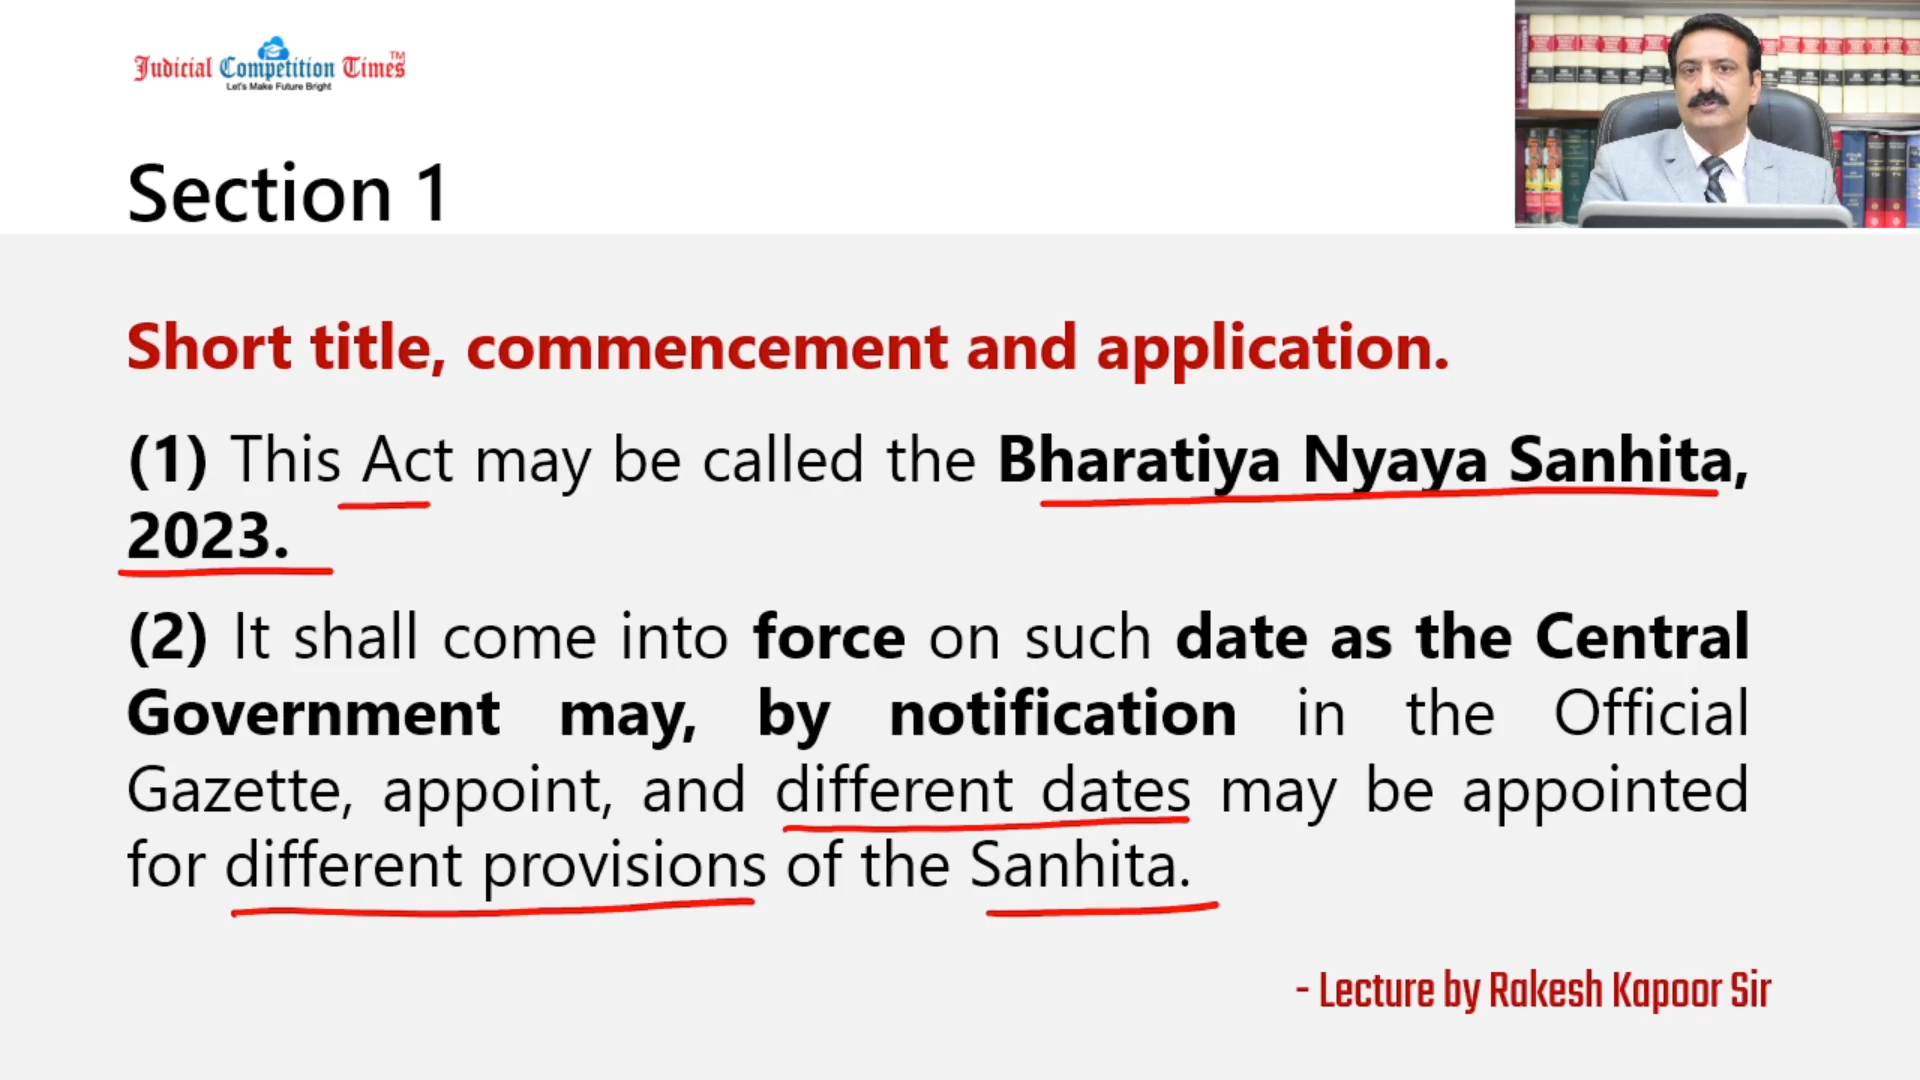 Judicial Competition Times™
Let's Make Future Bright
Section 1
Short title, commencement and application.
(1) This Act may be called the Bharatiya Nyaya Sanhita,
2023.
(2) It shall come into force on such date as the Central
Government may, by notification in the Official
Gazette, appoint, and different dates may be appointed
for different provisions of the Sanhita.
- Lecture by Rakesh Kapoor Sir